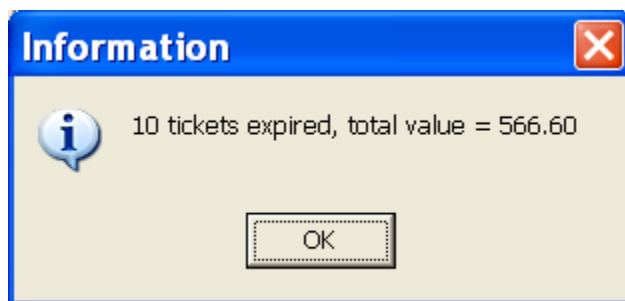 Information
10 tickets expired, total value = 566.60
OK